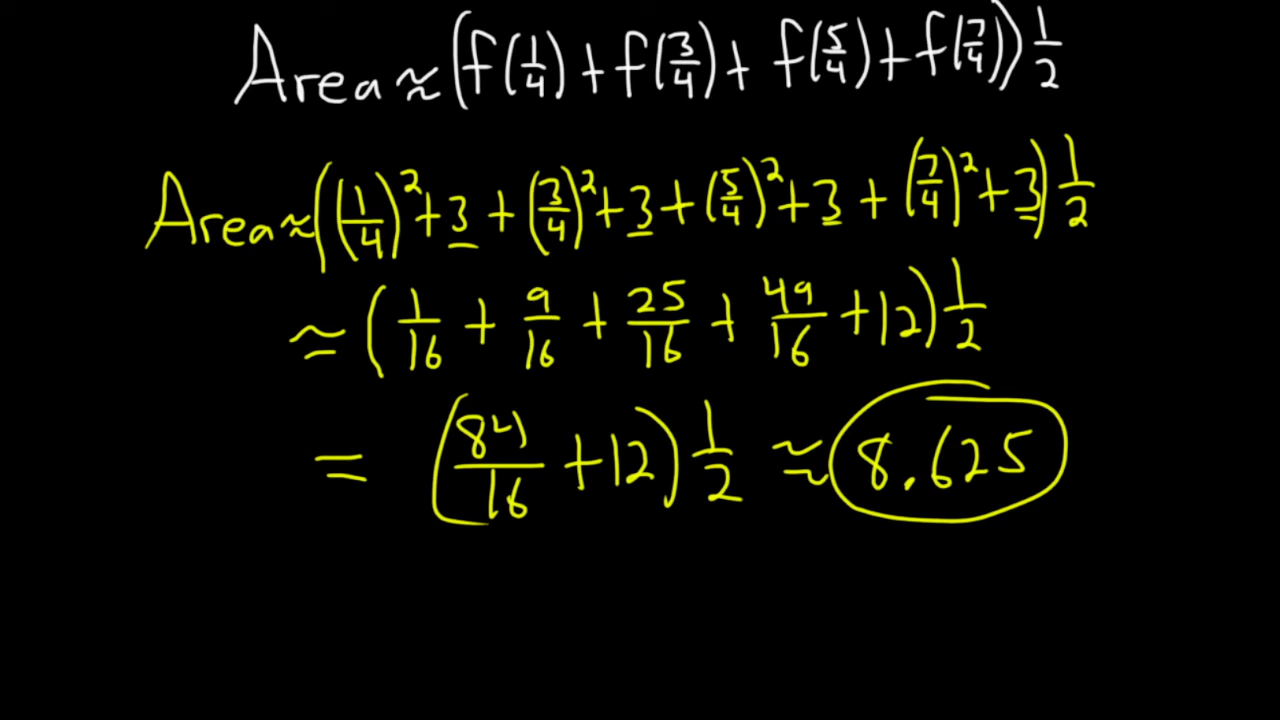 Area ≈ (f(1/4) + f(3/4) + f(5/4) + f(7/4)) 1/2
Area ≈ ((1/4)² + 3 + (3/4)² + 3 + (5/4)² + 3 + (7/4)² + 3) 1/2
≈ (1/16 + 9/16 + 25/16 + 49/16 + 12) 1/2
= (84/16 + 12) 1/2 ≈ 8.625